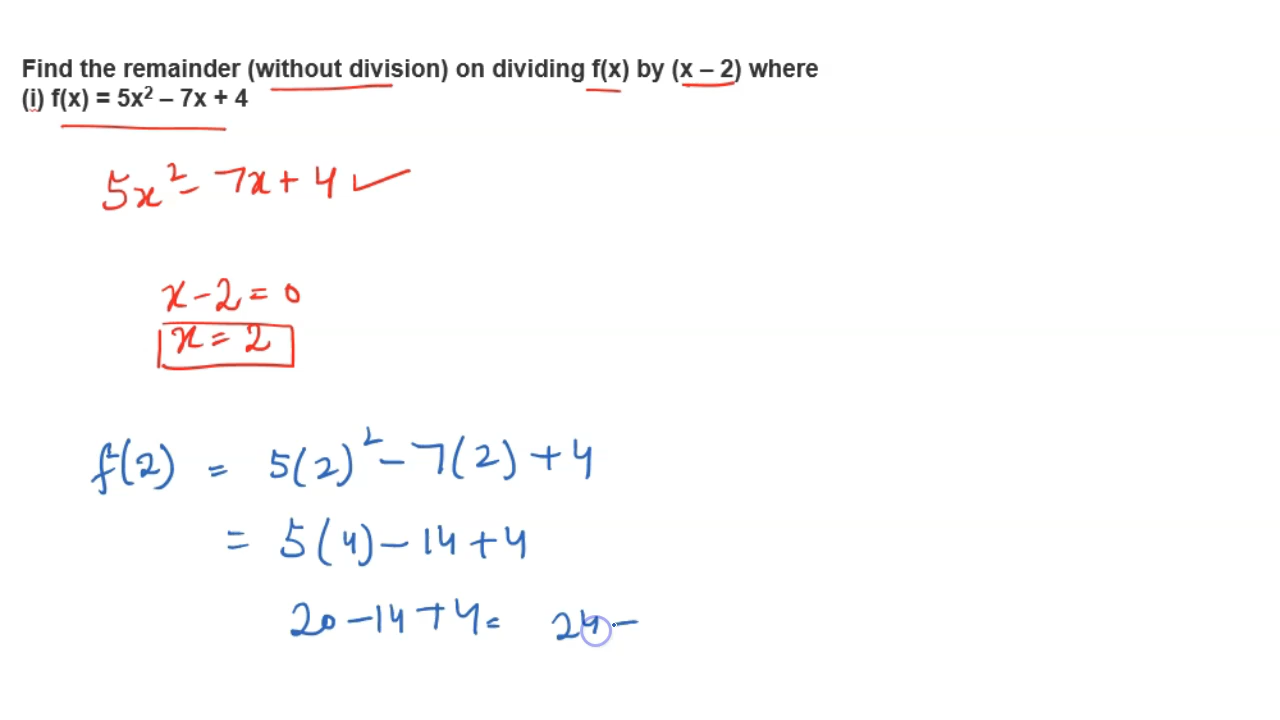 Find the remainder (without division) on dividing f(x) by (x – 2) where
(i) f(x) = 5x² – 7x + 4
5x² - 7x + 4 ✓
x - 2 = 0
x = 2
f(2) = 5(2)² - 7(2) + 4
= 5(4) - 14 + 4
20 - 14 + 4 = 24 -